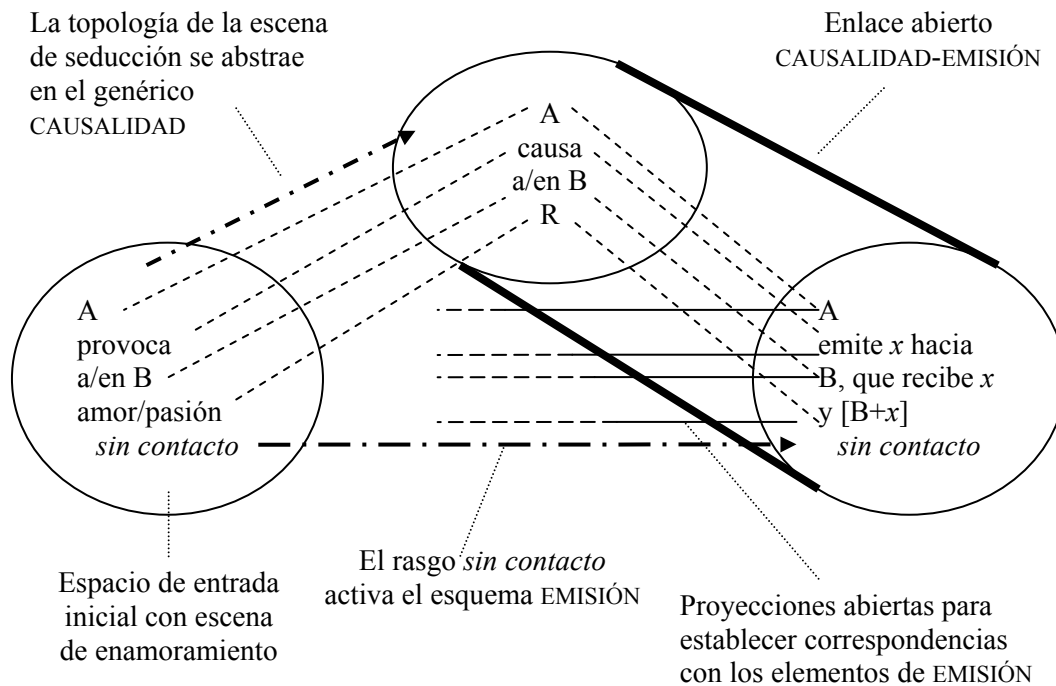 La topología de la escena
de seducción se abstrae
en el genérico
CAUSALIDAD
Enlace abierto
CAUSALIDAD-EMISIÓN
A
causa
a/en B
R
A
provoca
a/en B
amor/pasión
sin contacto
A
emite x hacia
B, que recibe x
y [B+x]
sin contacto
Espacio de entrada
inicial con escena
de enamoramiento
El rasgo sin contacto
activa el esquema EMISIÓN
Proyecciones abiertas para
establecer correspondencias
con los elementos de EMISIÓN